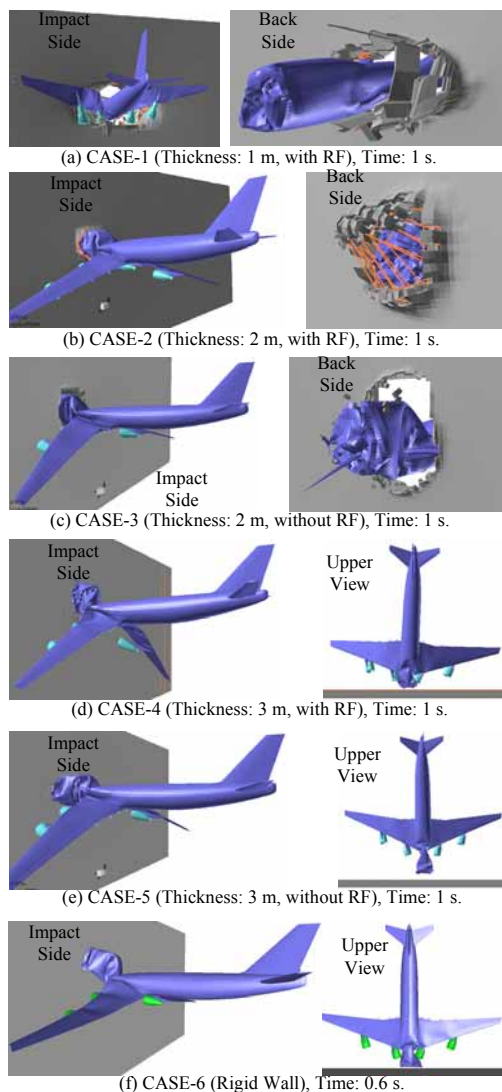 Impact
Side
Back
Side
(a) CASE-1 (Thickness: 1 m, with RF), Time: 1 s.
Impact
Side
Back
Side
(b) CASE-2 (Thickness: 2 m, with RF), Time: 1 s.
Back
Side
Impact
Side
(c) CASE-3 (Thickness: 2 m, without RF), Time: 1 s.
Impact
Side
Upper
View
(d) CASE-4 (Thickness: 3 m, with RF), Time: 1 s.
Impact
Side
Upper
View
(e) CASE-5 (Thickness: 3 m, without RF), Time: 1 s.
Impact
Side
Upper
View
(f) CASE-6 (Rigid Wall), Time: 0.6 s.